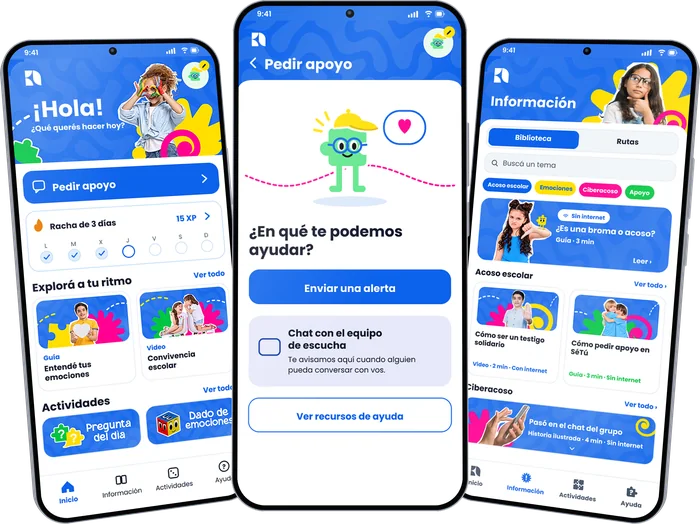 9:41
¡Hola!
¿Qué querés hacer hoy?
Pedir apoyo
Racha de 3 días
15 XP
L M X J V S D
Explorá a tu ritmo
Ver todo
Guía
Entendé tus
emociones
Video
Convivencia
escolar
Actividades
Ver todo
Pregunta
del día
Dado de
emociones
Inicio
Información
Actividades
Ayuda
9:41
Pedir apoyo
¿En qué te podemos
ayudar?
Enviar una alerta
Chat con el equipo
de escucha
Te avisamos aquí cuando alguien
pueda conversar con vos.
Ver recursos de ayuda
9:41
Información
Biblioteca
Rutas
Buscá un tema
Acoso escolar
Emociones
Ciberacoso
Apoyo
Sin internet
¿Es una broma o acoso?
Guía · 3 min
Leer ›
Acoso escolar
Ver todo ›
Cómo ser un testigo
solidario
Video · 2 min · Con internet
Cómo pedir apoyo en
SéTú
Guía · 3 min · Sin internet
Ciberacoso
Ver todo ›
Pasó en el chat del grupo
Historia ilustrada · 4 min · Sin internet
Inicio
Información
Actividades
Ayuda